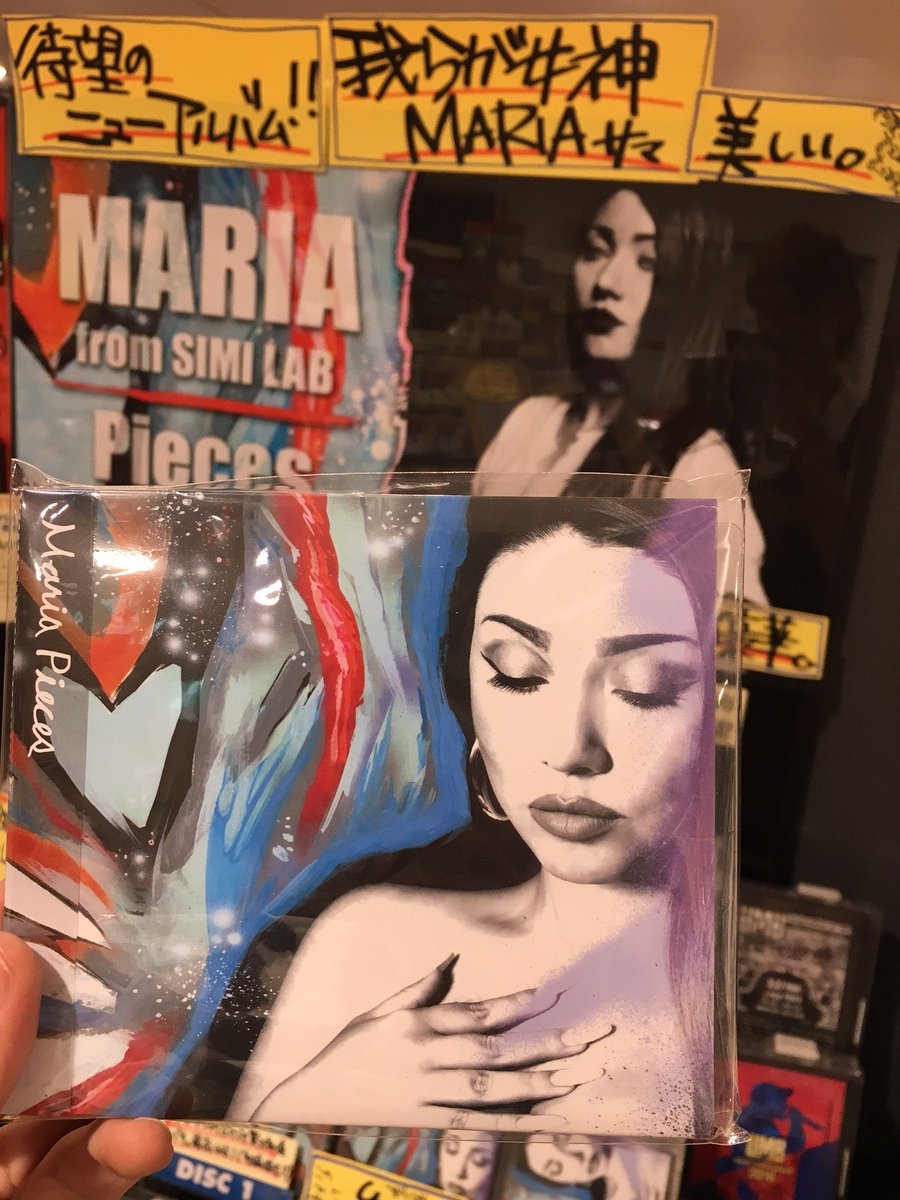 待望の
ニューアルバム!!
我らが女神
MARIAサマ
美しい。
MARIA
from SIMI LAB
Pieces
Maria Pieces
DISC 1